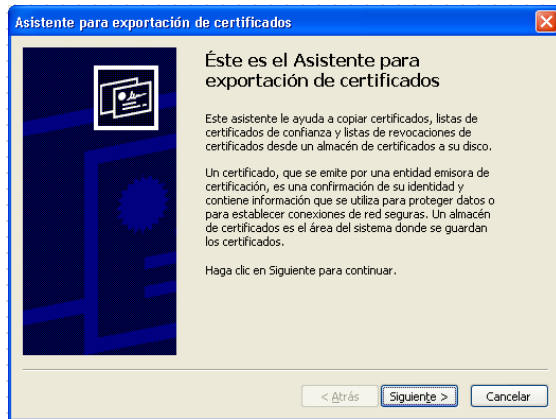 Asistente para exportación de certificados
Éste es el Asistente para
exportación de certificados
Este asistente le ayuda a copiar certificados, listas de
certificados de confianza y listas de revocaciones de
certificados desde un almacén de certificados a su disco.
Un certificado, que se emite por una entidad emisora de
certificación, es una confirmación de su identidad y
contiene información que se utiliza para proteger datos o
para establecer conexiones de red seguras. Un almacén
de certificados es el área del sistema donde se guardan
los certificados.
Haga clic en Siguiente para continuar.
< Atrás Siguiente > Cancelar